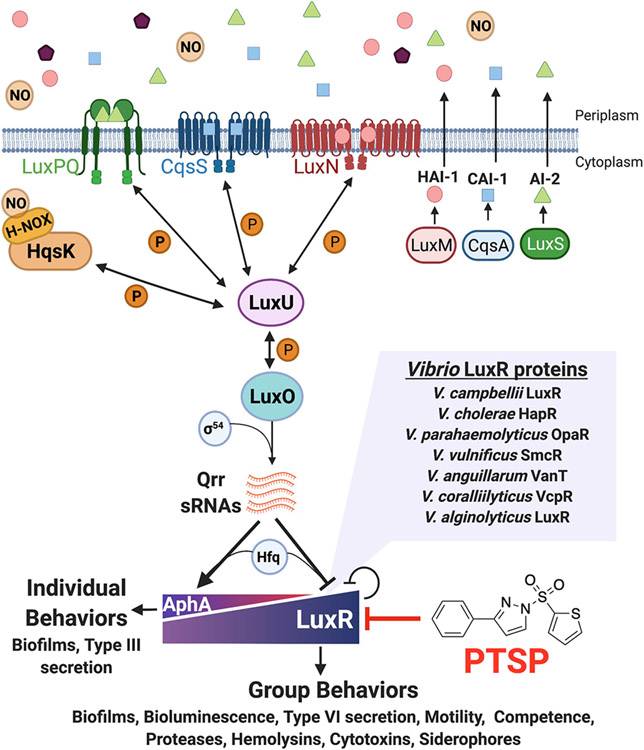 NO
NO
NO
Periplasm
Cytoplasm
LuxPQ
CqsS
LuxN
HAI-1
CAI-1
AI-2
LuxM
CqsA
LuxS
NO
H-NOX
HqsK
P
P
P
P
LuxU
P
LuxO
σ54
Qrr
sRNAs
Hfq
Vibrio LuxR proteins
V. campbellii LuxR
V. cholerae HapR
V. parahaemolyticus OpaR
V. vulnificus SmcR
V. anguillarum VanT
V. coralliilyticus VcpR
V. alginolyticus LuxR
Individual
Behaviors
Biofilms, Type III
secretion
AphA
LuxR
N
N
S
O
O
S
PTSP
Group Behaviors
Biofilms, Bioluminescence, Type VI secretion, Motility, Competence,
Proteases, Hemolysins, Cytotoxins, Siderophores